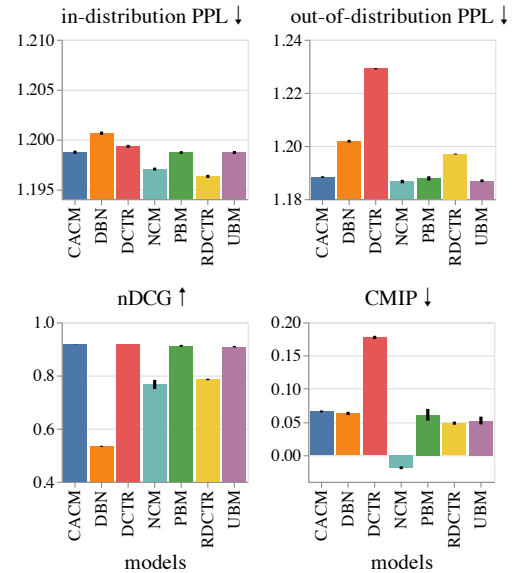 in-distribution PPL ↓
1.210
1.205
1.200
1.195
CACM
DBN
DCTR
NCM
PBM
RDCTR
UBM
out-of-distribution PPL ↓
1.24
1.22
1.20
1.18
CACM
DBN
DCTR
NCM
PBM
RDCTR
UBM
nDCG ↑
1.0
0.8
0.6
0.4
CACM
DBN
DCTR
NCM
PBM
RDCTR
UBM
models
CMIP ↓
0.20
0.15
0.10
0.05
0.00
CACM
DBN
DCTR
NCM
PBM
RDCTR
UBM
models